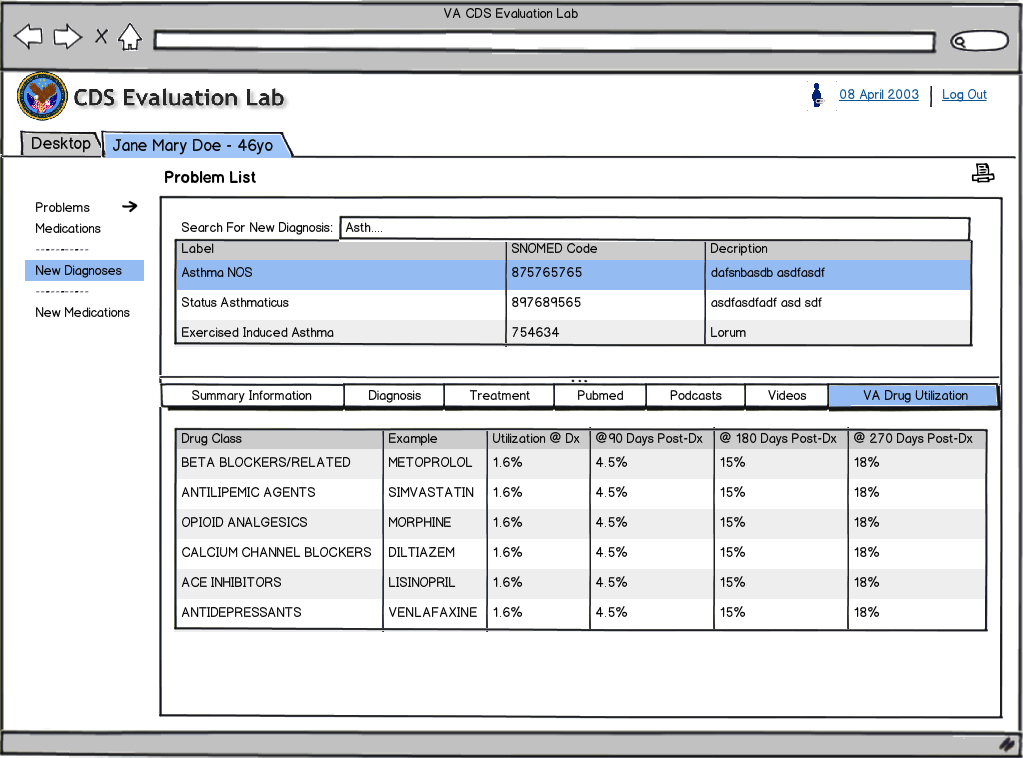 VA CDS Evaluation Lab
CDS Evaluation Lab
08 April 2003 Log Out
Desktop Jane Mary Doe - 46yo
Problem List
Problems
Medications
New Diagnoses
New Medications
Search For New Diagnosis: Asth....
Label SNOMED Code Decription
Asthma NOS 875765765 dafsnbasdb asdfasdf
Status Asthmaticus 897689565 asdfasdfadf asd sdf
Exercised Induced Asthma 754634 Lorum
Summary Information Diagnosis Treatment Pubmed Podcasts Videos VA Drug Utilization
Drug Class Example Utilization @ Dx @90 Days Post-Dx @ 180 Days Post-Dx @ 270 Days Post-Dx
BETA BLOCKERS/RELATED METOPROLOL 1.6% 4.5% 15% 18%
ANTILIPEMIC AGENTS SIMVASTATIN 1.6% 4.5% 15% 18%
OPIOID ANALGESICS MORPHINE 1.6% 4.5% 15% 18%
CALCIUM CHANNEL BLOCKERS DILTIAZEM 1.6% 4.5% 15% 18%
ACE INHIBITORS LISINOPRIL 1.6% 4.5% 15% 18%
ANTIDEPRESSANTS VENLAFAXINE 1.6% 4.5% 15% 18%